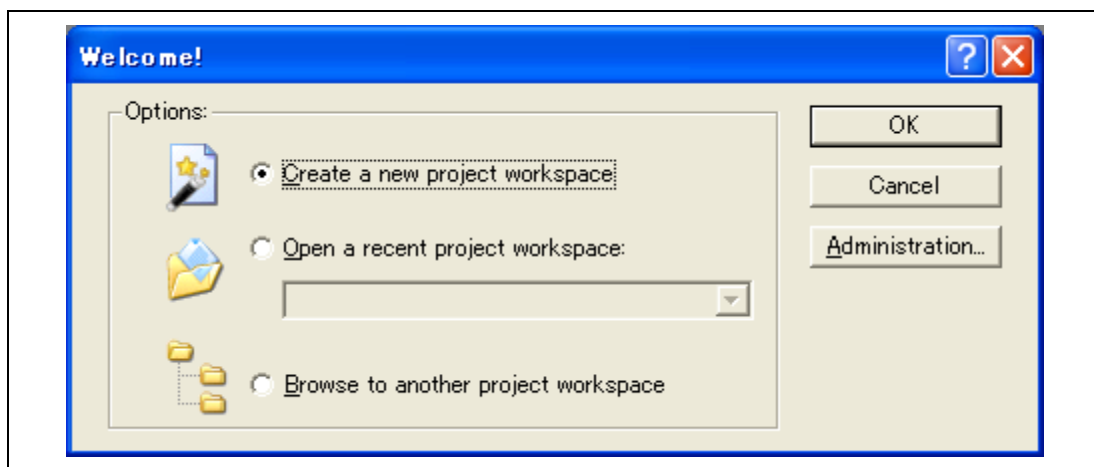 Welcome!
Options:
Create a new project workspace
Open a recent project workspace:
Browse to another project workspace
OK
Cancel
Administration...